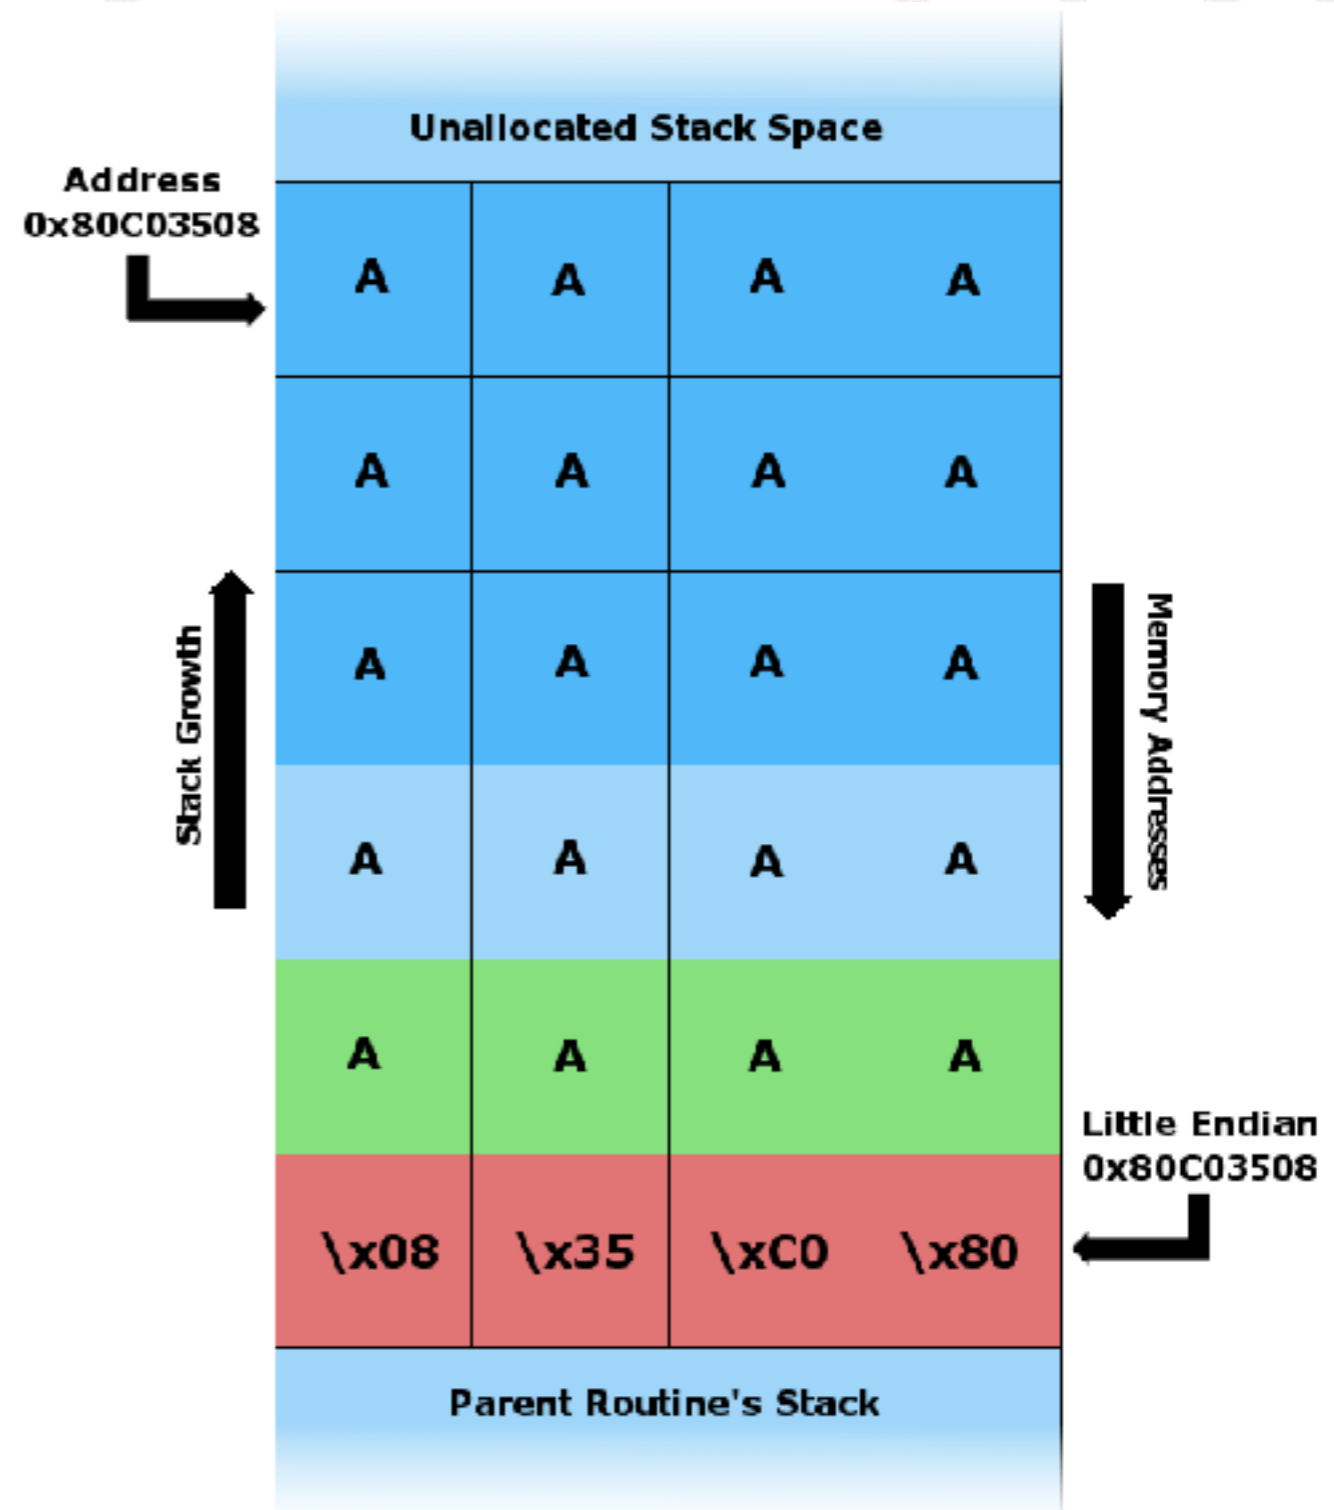 Unallocated Stack Space
Address
0x80C03508
A A A A
A A A A
A A A A
Stack Growth
Memory Addresses
A A A A
A A A A
Little Endian
0x80C03508
\x08 \x35 \xC0 \x80
Parent Routine's Stack